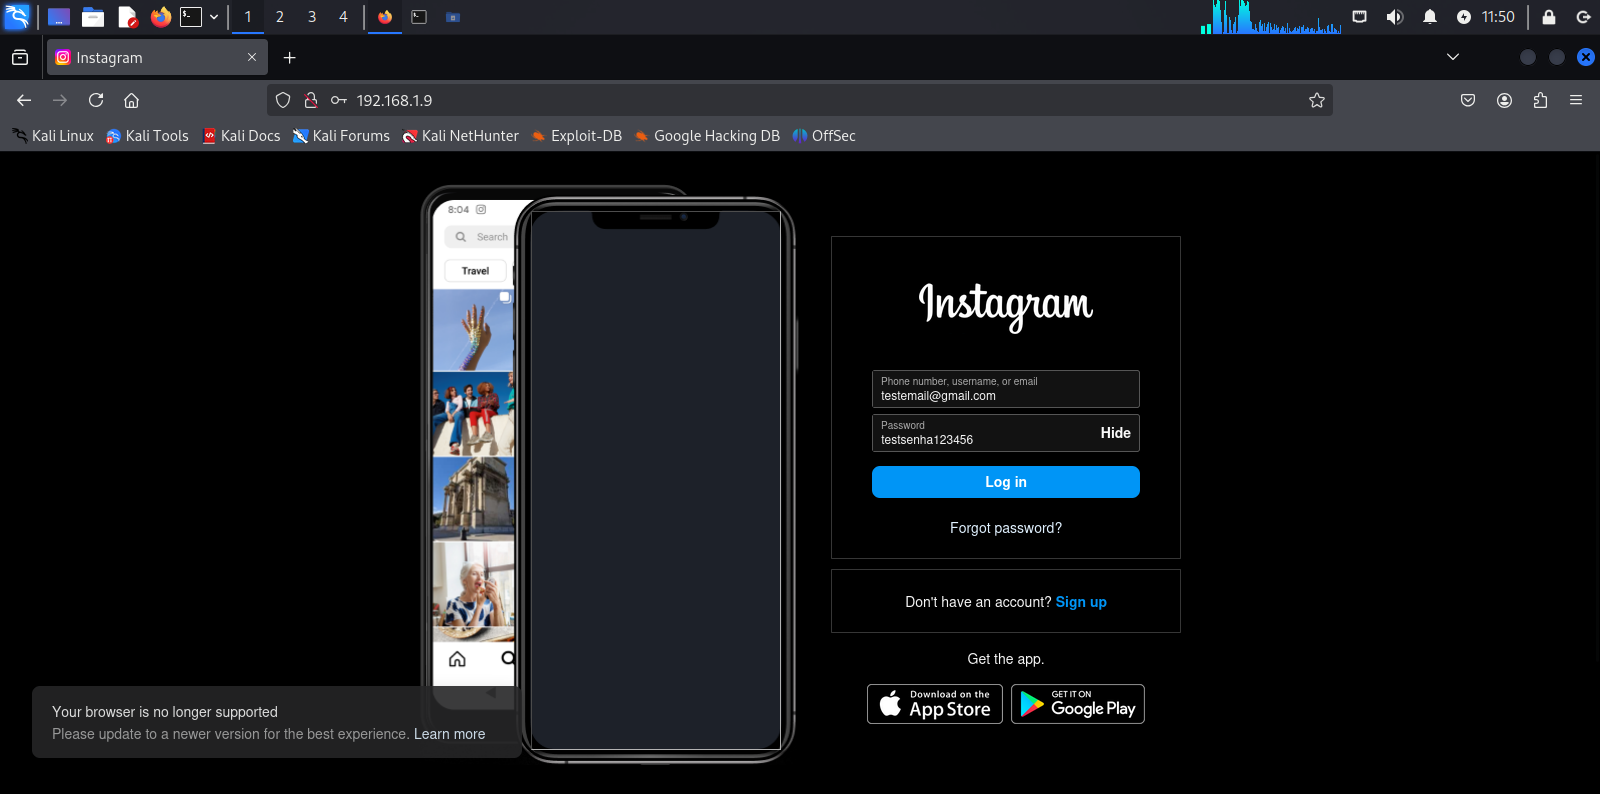 1 2 3 4 11:50
Instagram
192.168.1.9
Kali Linux Kali Tools Kali Docs Kali Forums Kali NetHunter Exploit-DB Google Hacking DB OffSec
8:04
Search
Travel
Instagram
Phone number, username, or email
testemail@gmail.com
Password
testsenha123456
Hide
Log in
Forgot password?
Don't have an account? Sign up
Get the app.
Download on the
App Store
GET IT ON
Google Play
Your browser is no longer supported
Please update to a newer version for the best experience. Learn more